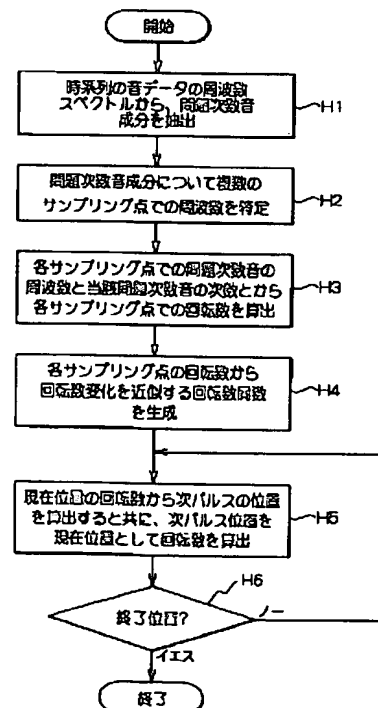 開始
時系列の音データの周波数
スペクトルから、問題次数音
成分を抽出
H1
問題次数音成分について複数の
サンプリング点での周波数を特定
H2
各サンプリング点での問題次数音の
周波数と当該問題次数音の次数とから
各サンプリング点での回転数を算出
H3
各サンプリング点の回転数から
回転数変化を近似する回転数関数
を生成
H4
現在位置の回転数から次パルスの位置
を算出すると共に、次パルス位置を
現在位置として回転数を算出
H5
H6
終了位置?
ノー
イエス
終了